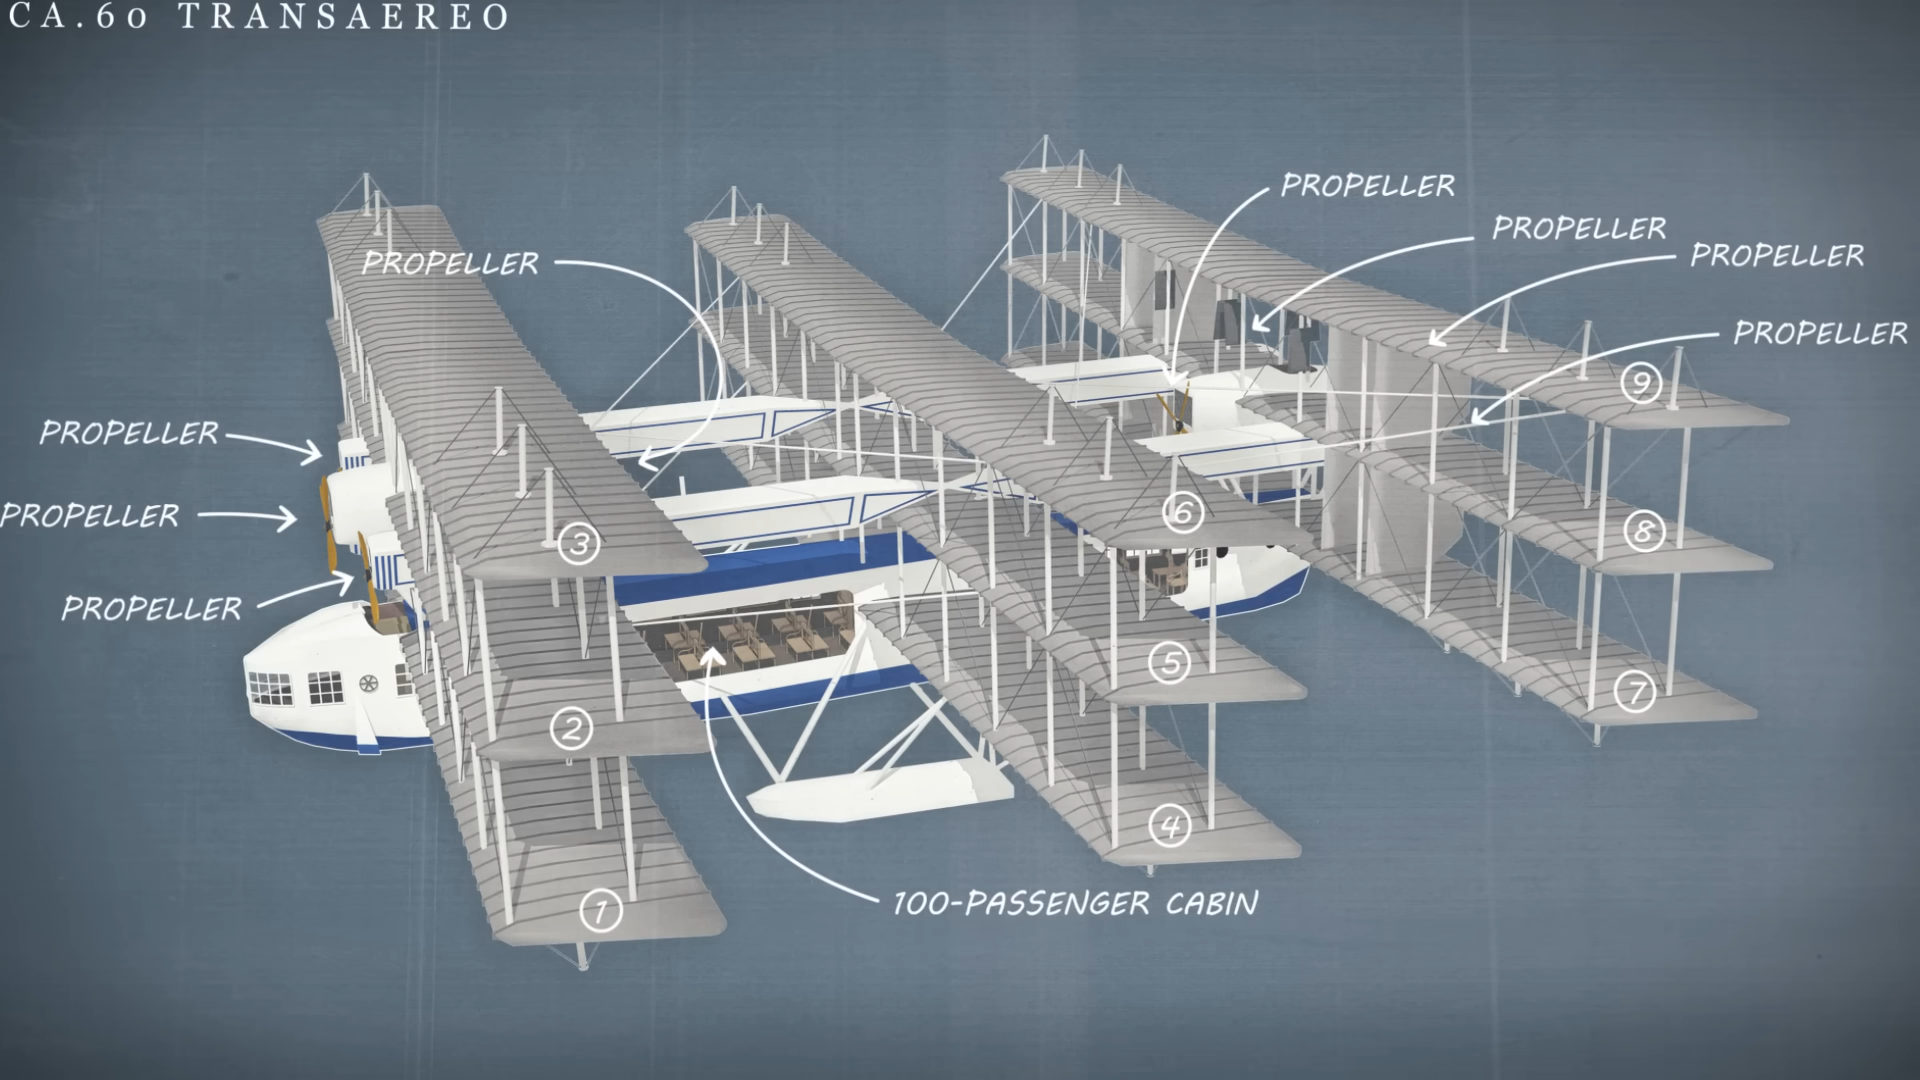 CA.60 TRANSAEREO
PROPELLER
PROPELLER
PROPELLER
PROPELLER
PROPELLER
9
PROPELLER
PROPELLER
6
PROPELLER
8
3
5
7
2
4
100-PASSENGER CABIN
1